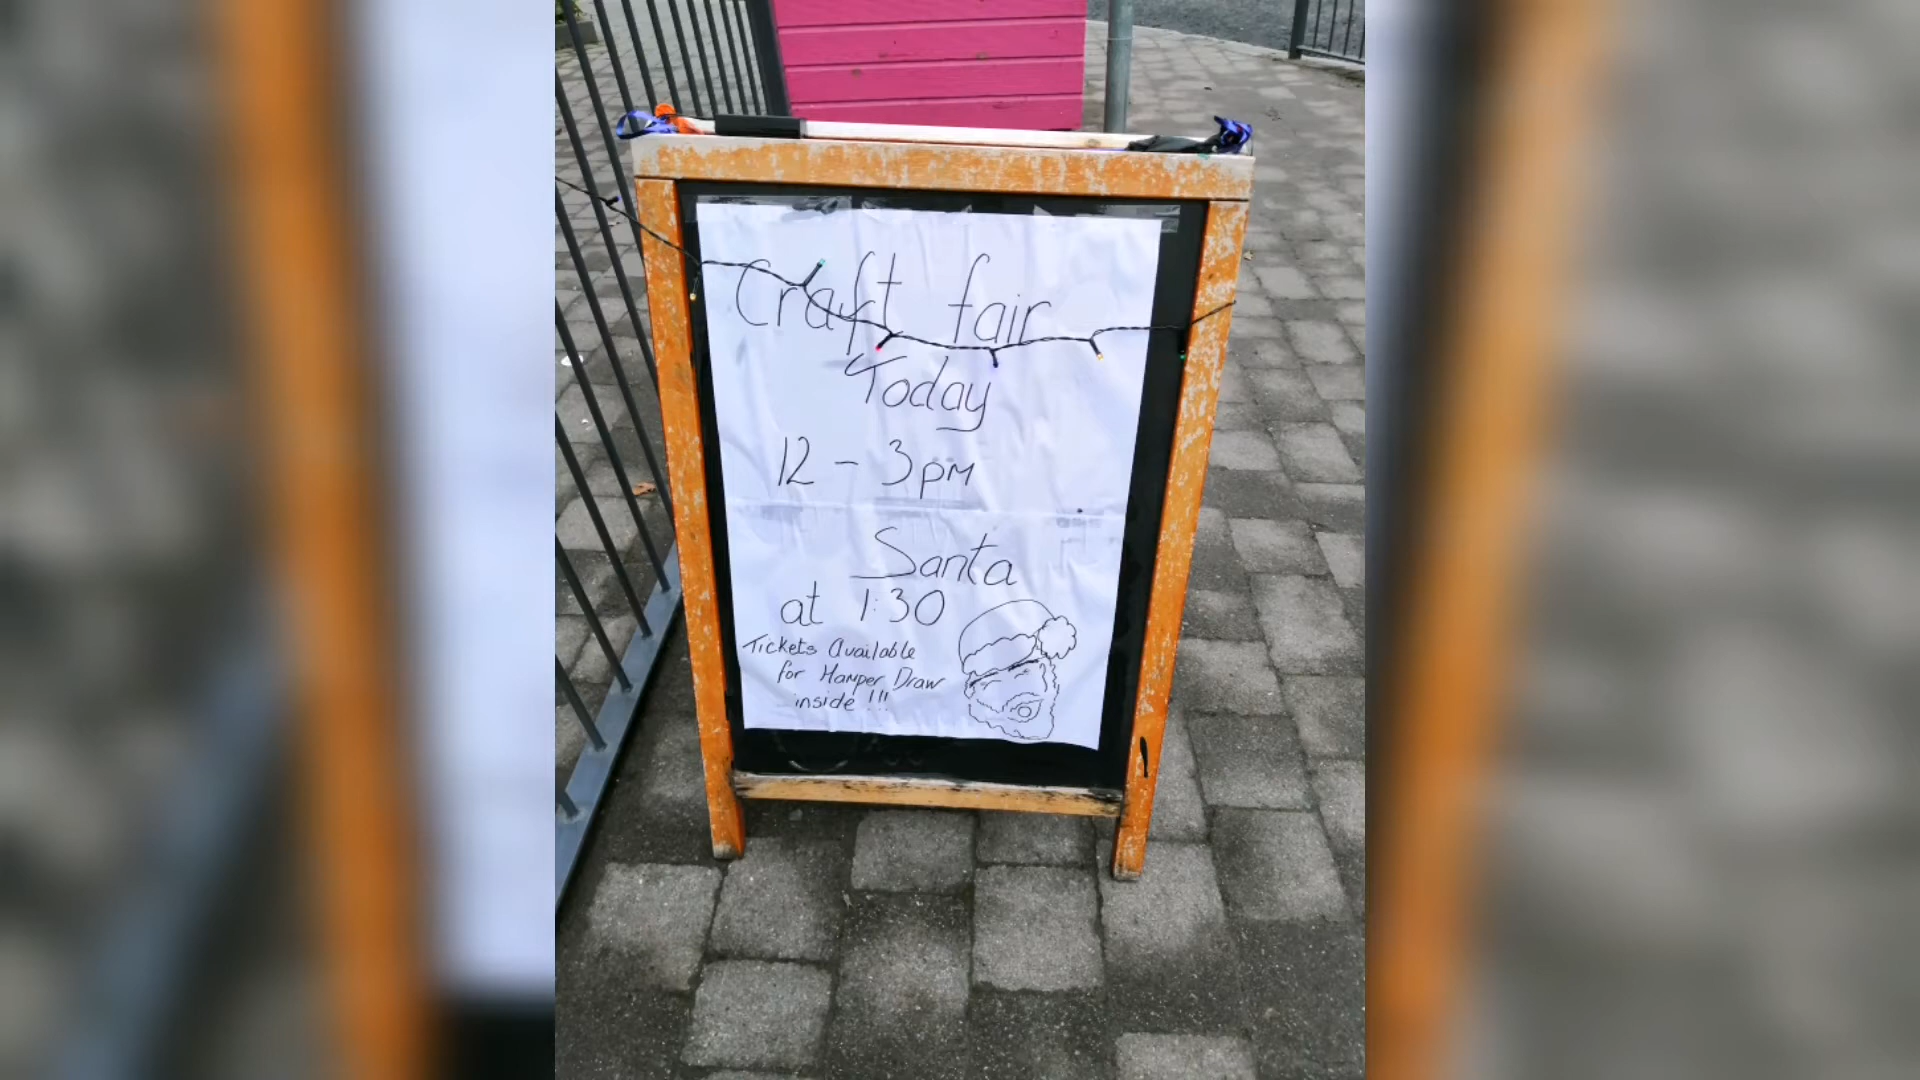 Craft fair
Today
12 - 3pm
Santa
at 1:30
Tickets Available
for Hamper Draw
inside !!!